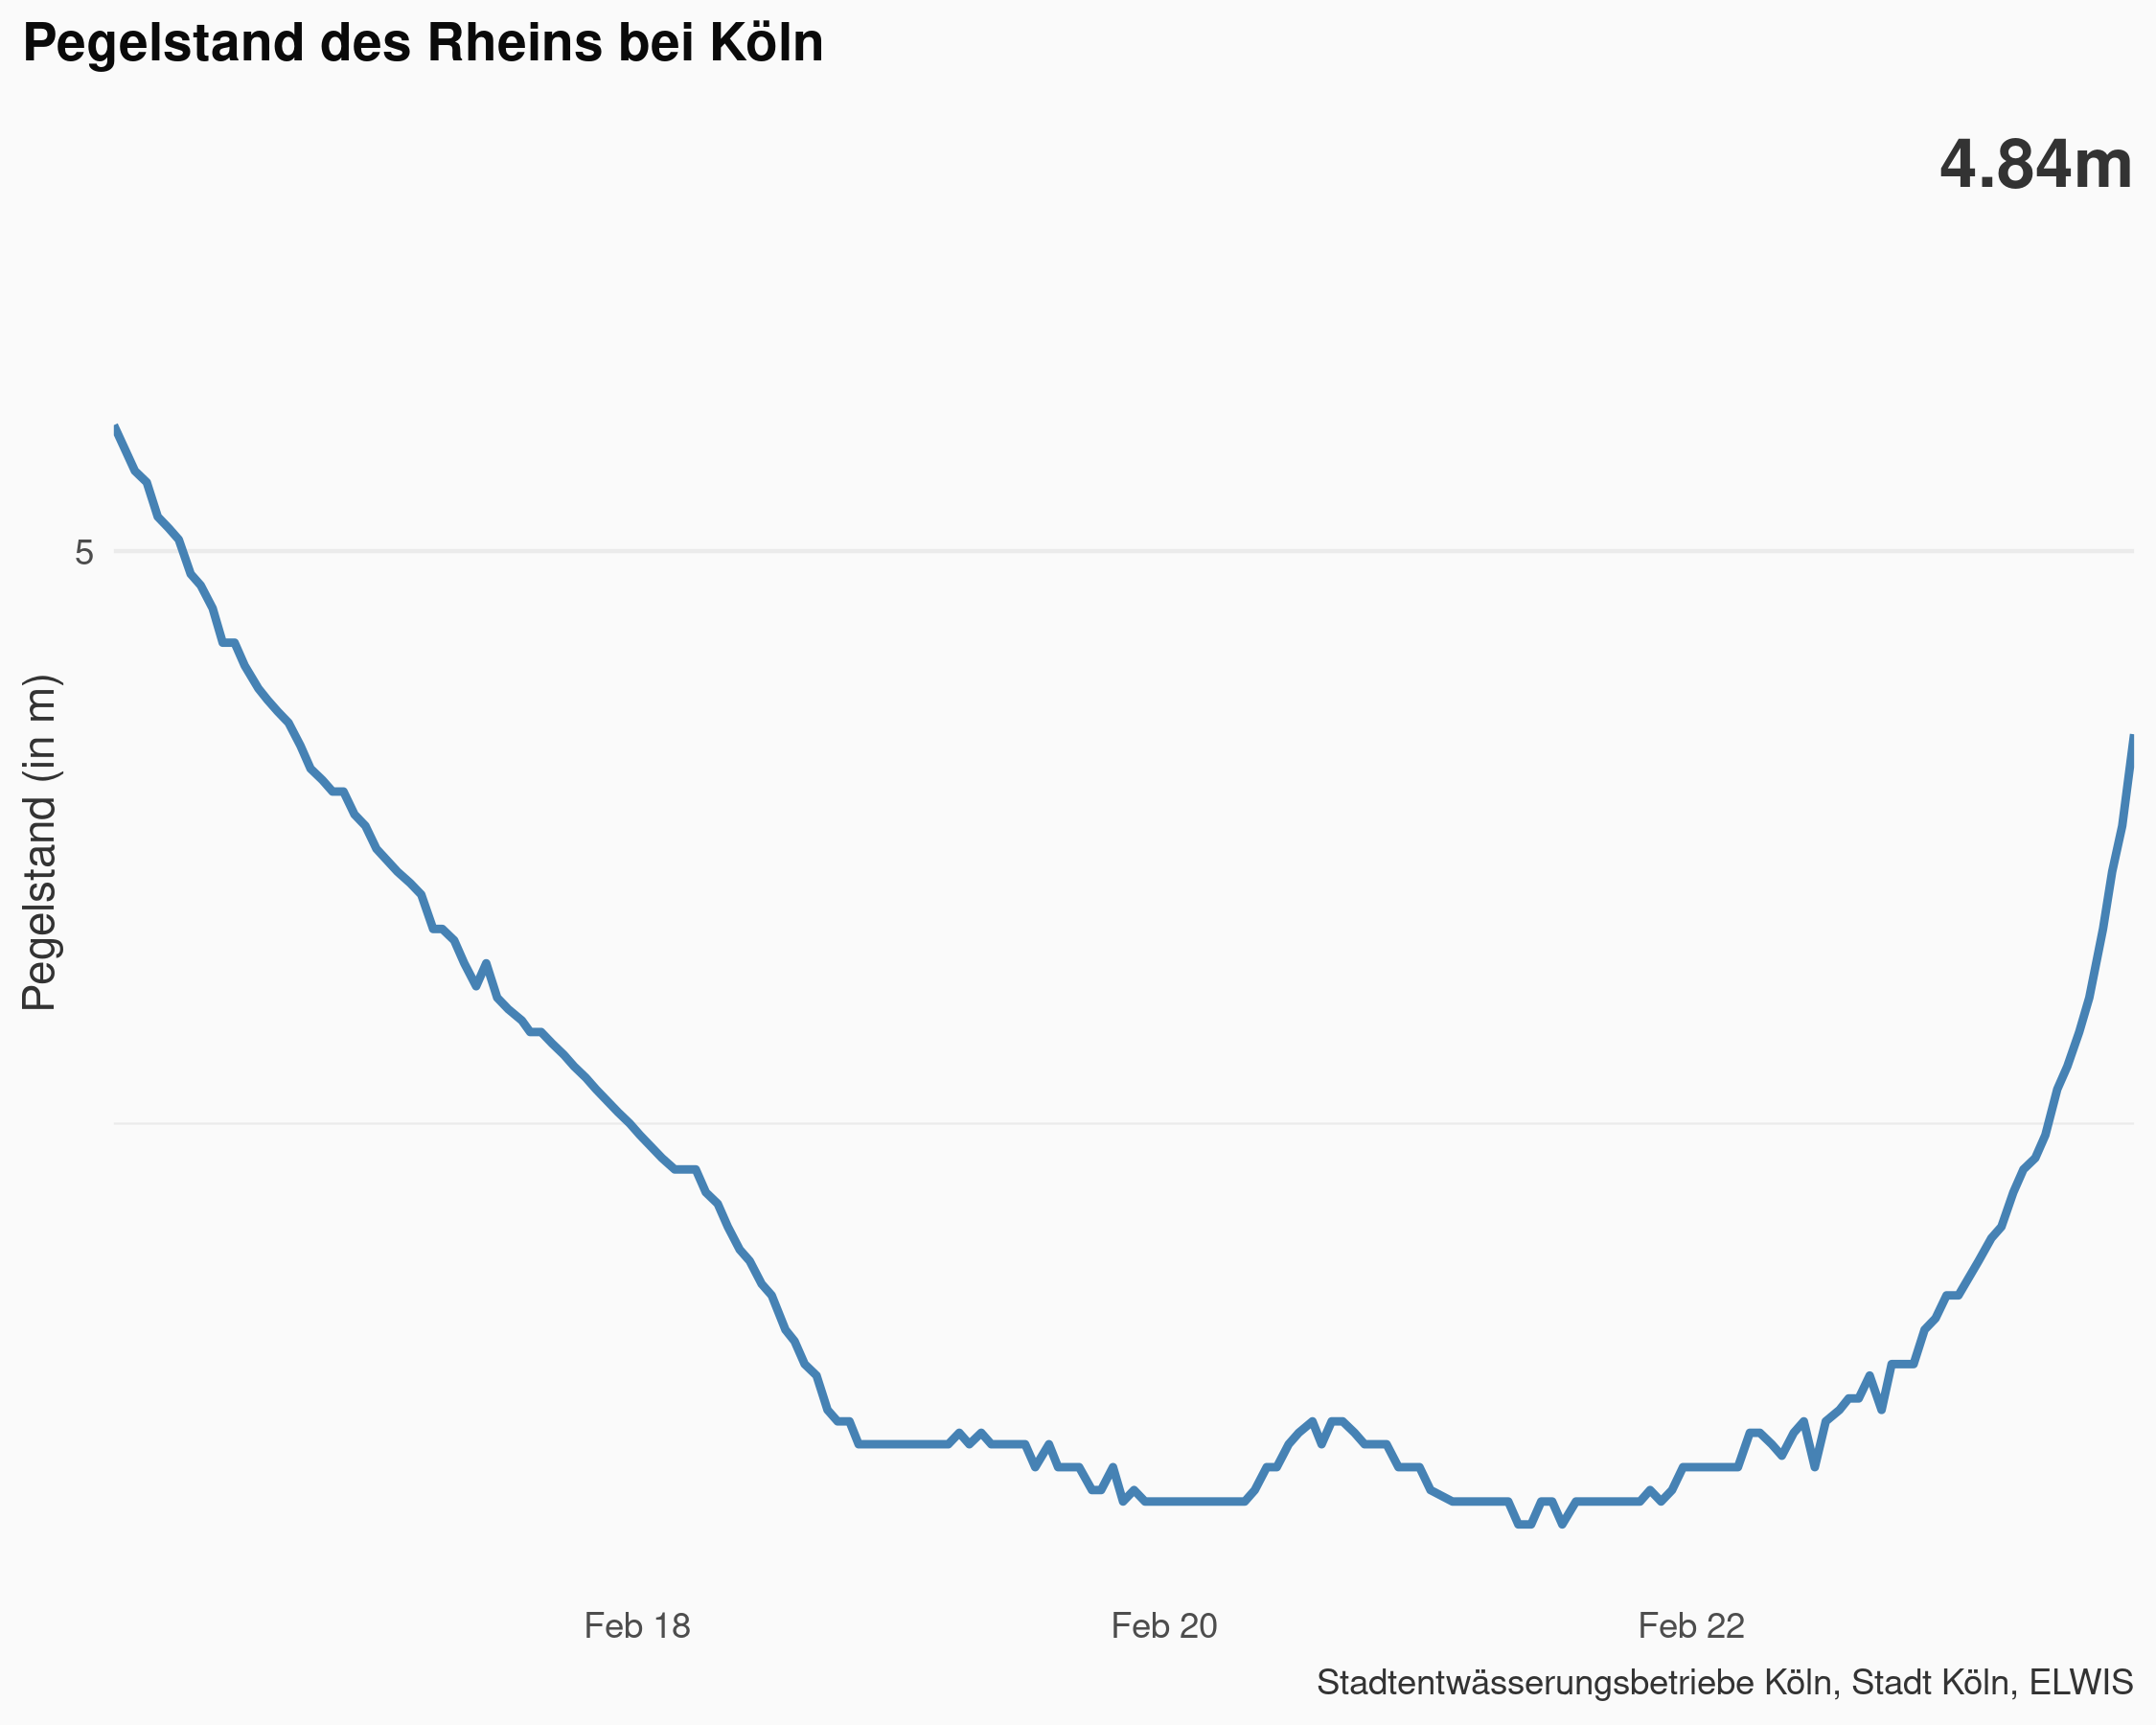 Pegelstand des Rheins bei Köln
4.84m
5
Pegelstand (in m)
Feb 18
Feb 20
Feb 22
Stadtentwässerungsbetriebe Köln, Stadt Köln, ELWIS